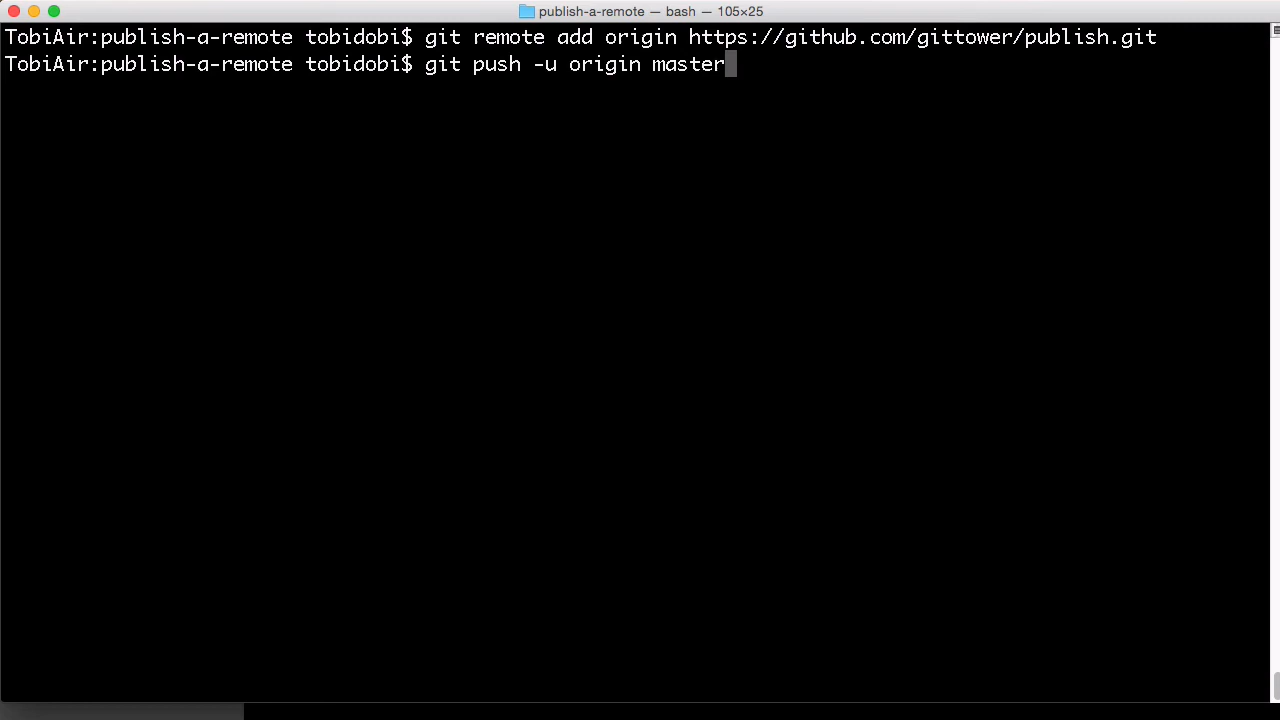 publish-a-remote — bash — 105×25
TobiAir:publish-a-remote tobidobi$ git remote add origin https://github.com/gittower/publish.git
TobiAir:publish-a-remote tobidobi$ git push -u origin master